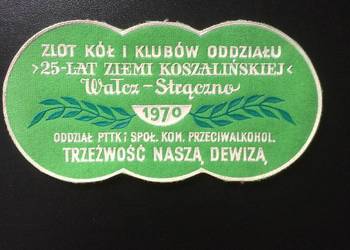 ZLOT KÓŁ I KLUBÓW ODDZIAŁU
>25-LAT ZIEMI KOSZALIŃSKIEJ<
Wałcz - Strączno
1970
ODDZIAŁ PTTK i SPOŁ. KOM. PRZECIWALKOHOL.
TRZEŹWOŚĆ NASZĄ DEWIZĄ